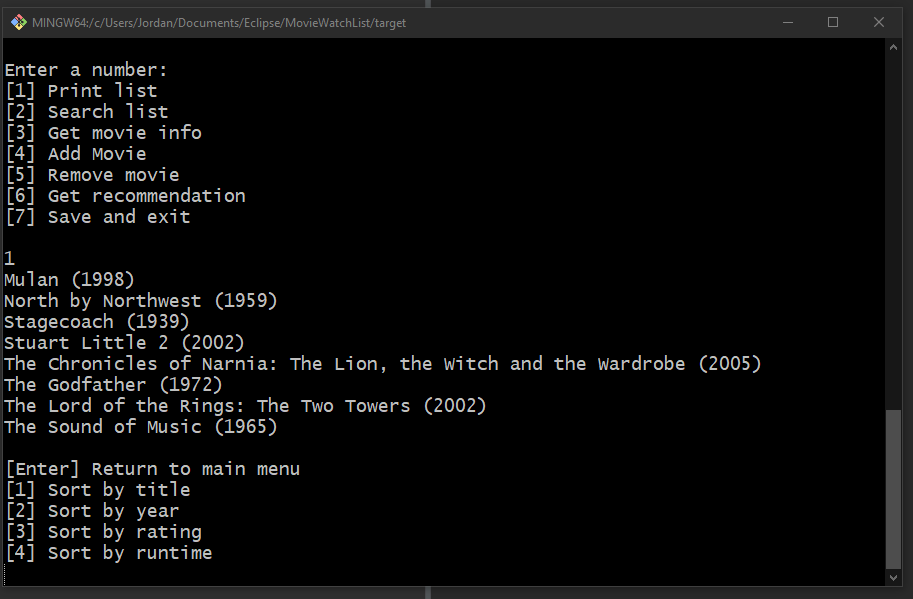 MINGW64:/c/Users/Jordan/Documents/Eclipse/MovieWatchList/target
Enter a number:
[1] Print list
[2] Search list
[3] Get movie info
[4] Add Movie
[5] Remove movie
[6] Get recommendation
[7] Save and exit
1
Mulan (1998)
North by Northwest (1959)
Stagecoach (1939)
Stuart Little 2 (2002)
The Chronicles of Narnia: The Lion, the Witch and the Wardrobe (2005)
The Godfather (1972)
The Lord of the Rings: The Two Towers (2002)
The Sound of Music (1965)
[Enter] Return to main menu
[1] Sort by title
[2] Sort by year
[3] Sort by rating
[4] Sort by runtime